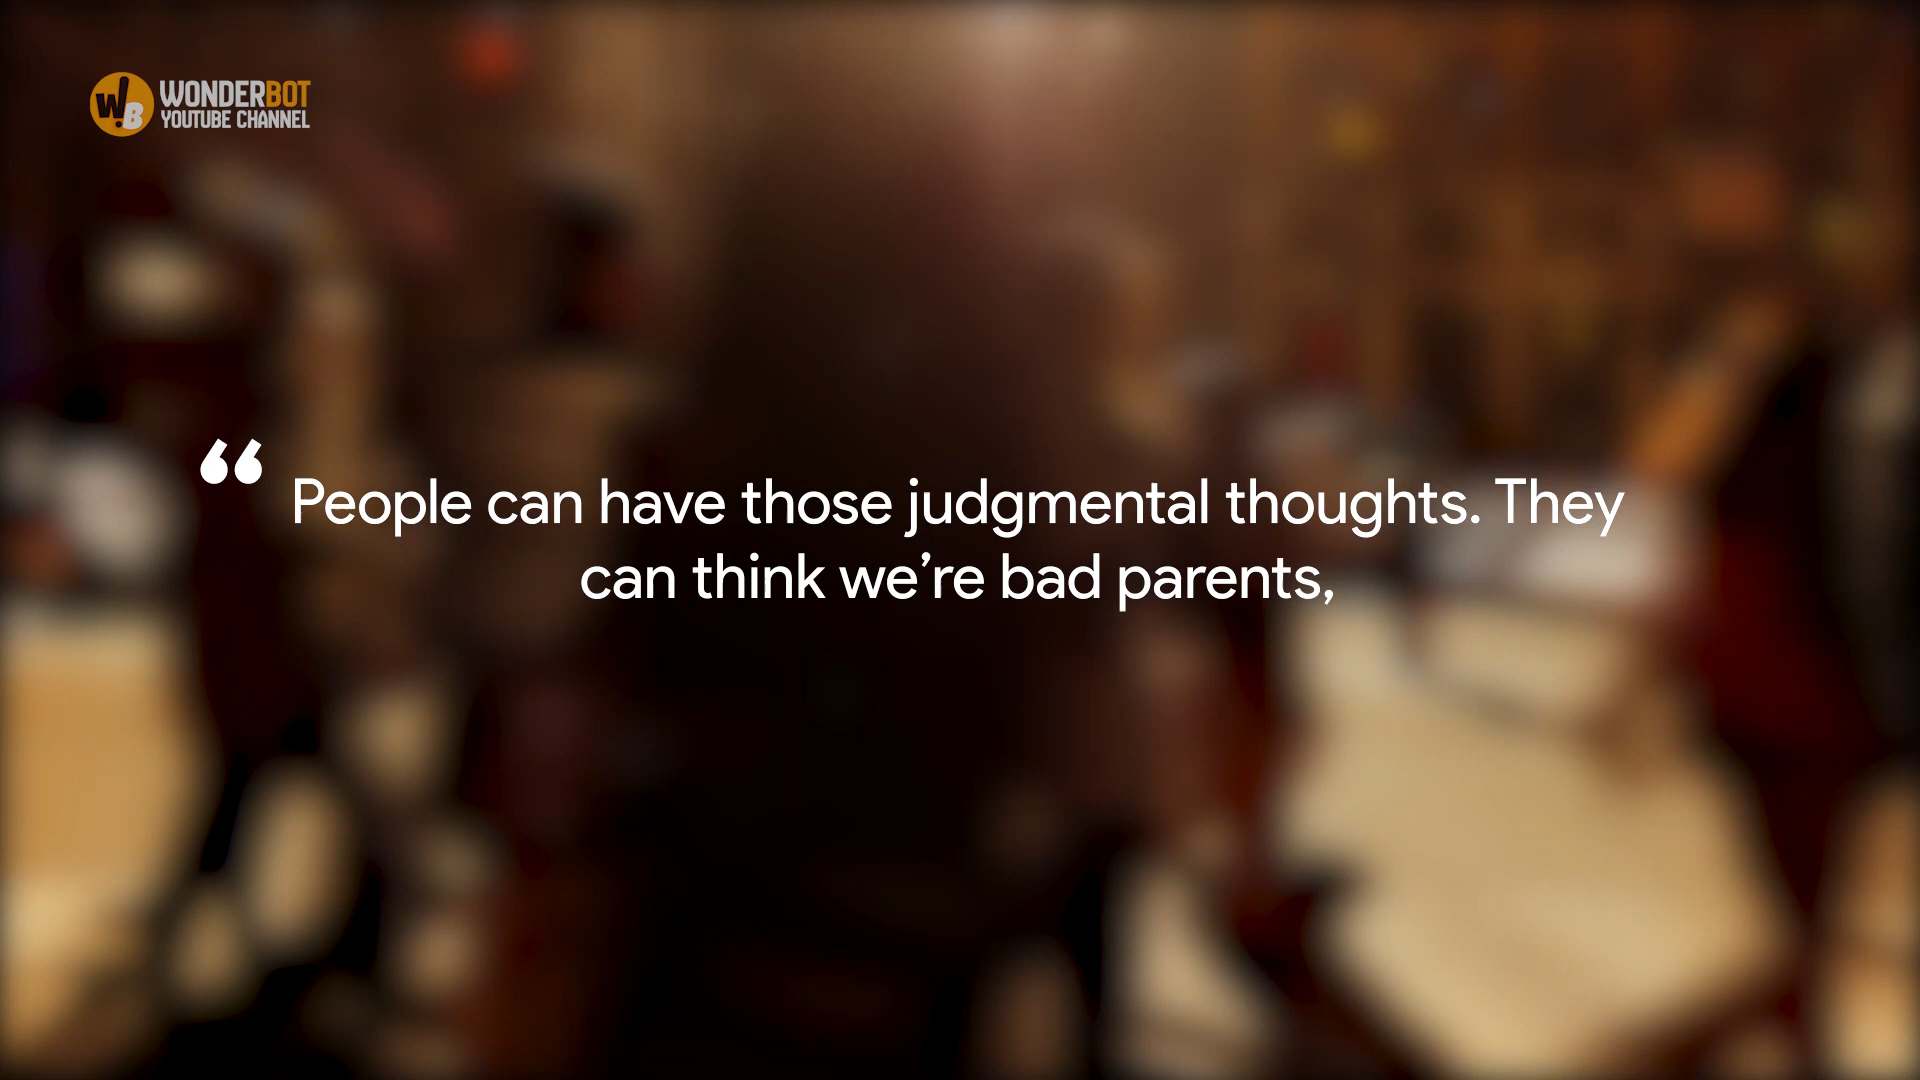 WONDERBOT
YOUTUBE CHANNEL
“People can have those judgmental thoughts. They
can think we’re bad parents,